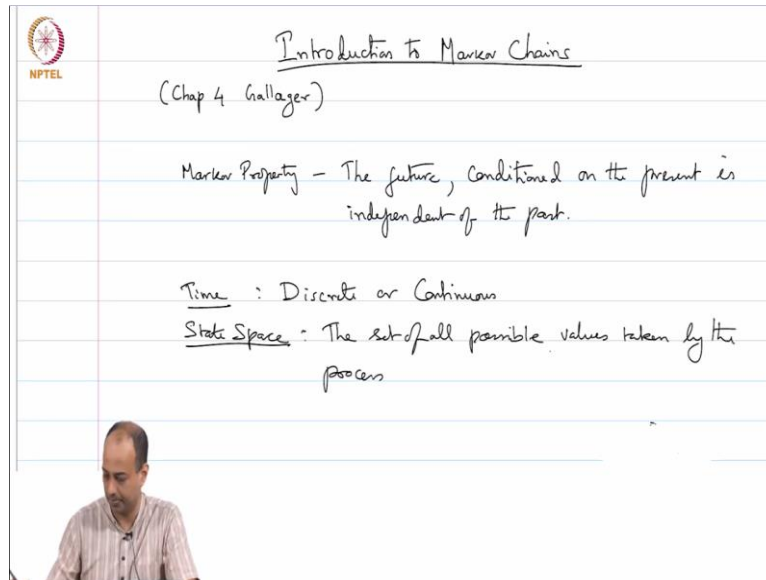 NPTEL
Introduction to Markov Chains
(Chap 4 Gallager)
Markov Property - The future, conditioned on the present is
independent of the past.
Time : Discrete or Continuous
State Space : The set of all possible values taken by the
process